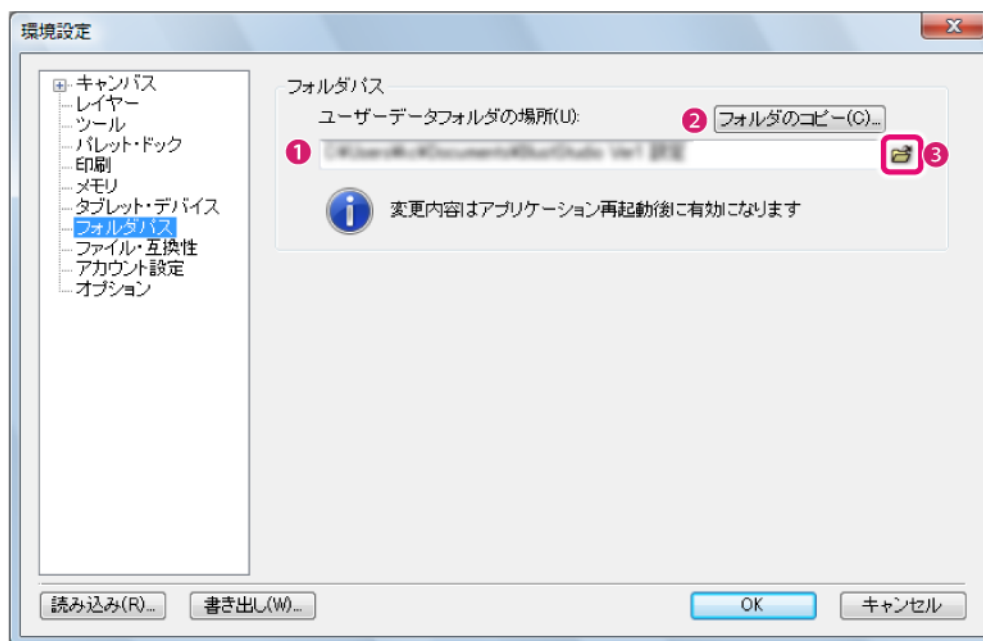 環境設定
キャンバス
レイヤー
ツール
パレット・ドック
印刷
メモリ
タブレット・デバイス
フォルダパス
ファイル・互換性
アカウント設定
オプション
フォルダパス
ユーザーデータフォルダの場所(U):
2 フォルダのコピー(C)...
1
3
i
変更内容はアプリケーション再起動後に有効になります
読み込み(R)...
書き出し(W)...
OK
キャンセル